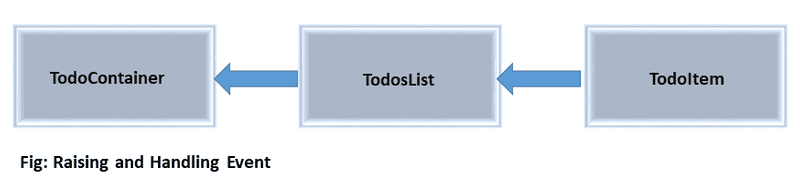 TodoContainer
TodosList
TodoItem
Fig: Raising and Handling Event